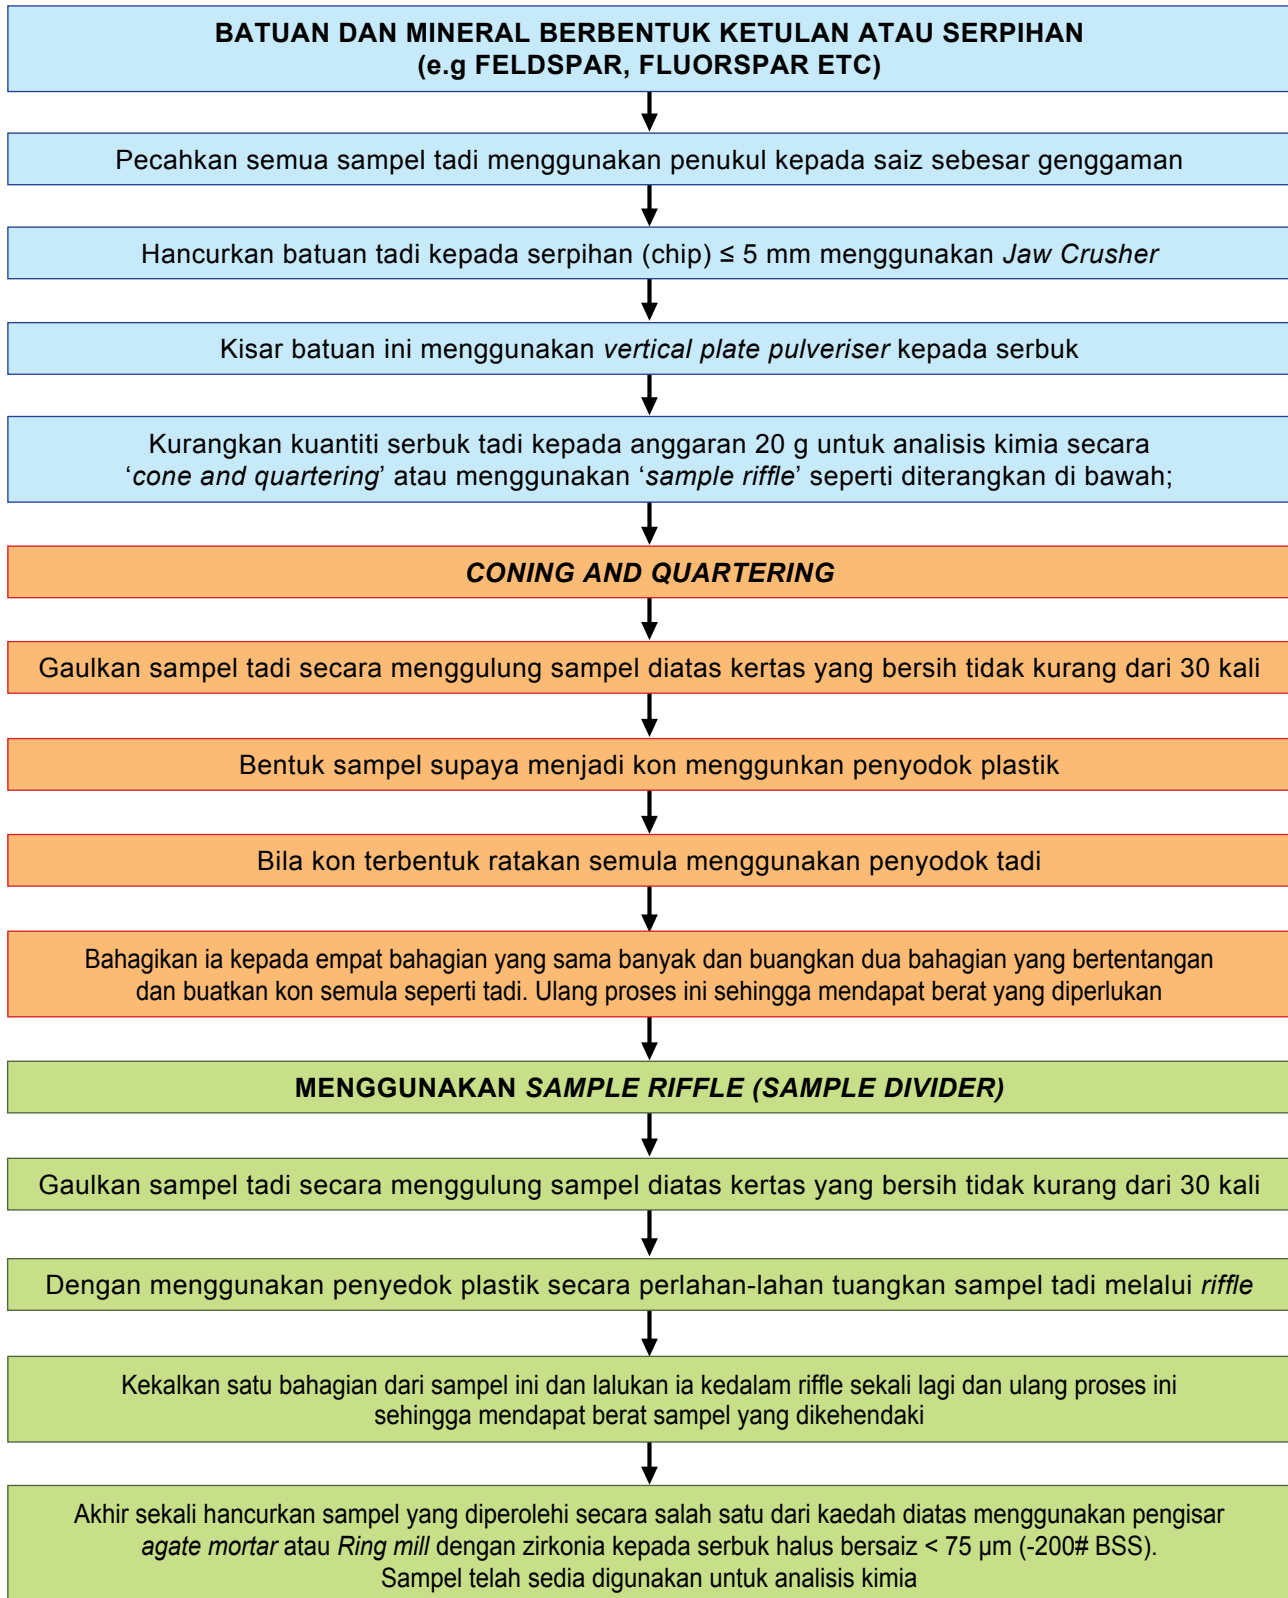 BATUAN DAN MINERAL BERBENTUK KETULAN ATAU SERPIHAN
(e.g FELDSPAR, FLUORSPAR ETC)
Pecahkan semua sampel tadi menggunakan penukul kepada saiz sebesar genggaman
Hancurkan batuan tadi kepada serpihan (chip) ≤ 5 mm menggunakan Jaw Crusher
Kisar batuan ini menggunakan vertical plate pulveriser kepada serbuk
Kurangkan kuantiti serbuk tadi kepada anggaran 20 g untuk analisis kimia secara
‘cone and quartering’ atau menggunakan ‘sample riffle’ seperti diterangkan di bawah;
CONING AND QUARTERING
Gaulkan sampel tadi secara menggulung sampel diatas kertas yang bersih tidak kurang dari 30 kali
Bentuk sampel supaya menjadi kon menggunkan penyodok plastik
Bila kon terbentuk ratakan semula menggunakan penyodok tadi
Bahagikan ia kepada empat bahagian yang sama banyak dan buangkan dua bahagian yang bertentangan
dan buatkan kon semula seperti tadi. Ulang proses ini sehingga mendapat berat yang diperlukan
MENGGUNAKAN SAMPLE RIFFLE (SAMPLE DIVIDER)
Gaulkan sampel tadi secara menggulung sampel diatas kertas yang bersih tidak kurang dari 30 kali
Dengan menggunakan penyedok plastik secara perlahan-lahan tuangkan sampel tadi melalui riffle
Kekalkan satu bahagian dari sampel ini dan lalukan ia kedalam riffle sekali lagi dan ulang proses ini
sehingga mendapat berat sampel yang dikehendaki
Akhir sekali hancurkan sampel yang diperolehi secara salah satu dari kaedah diatas menggunakan pengisar
agate mortar atau Ring mill dengan zirkonia kepada serbuk halus bersaiz < 75 µm (-200# BSS).
Sampel telah sedia digunakan untuk analisis kimia